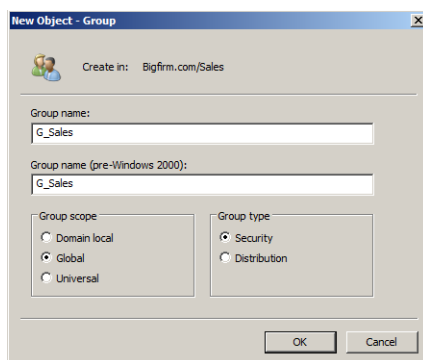 New Object - Group
Create in: Bigfirm.com/Sales
Group name:
G_Sales
Group name (pre-Windows 2000):
G_Sales
Group scope
Domain local
Global
Universal
Group type
Security
Distribution
OK Cancel